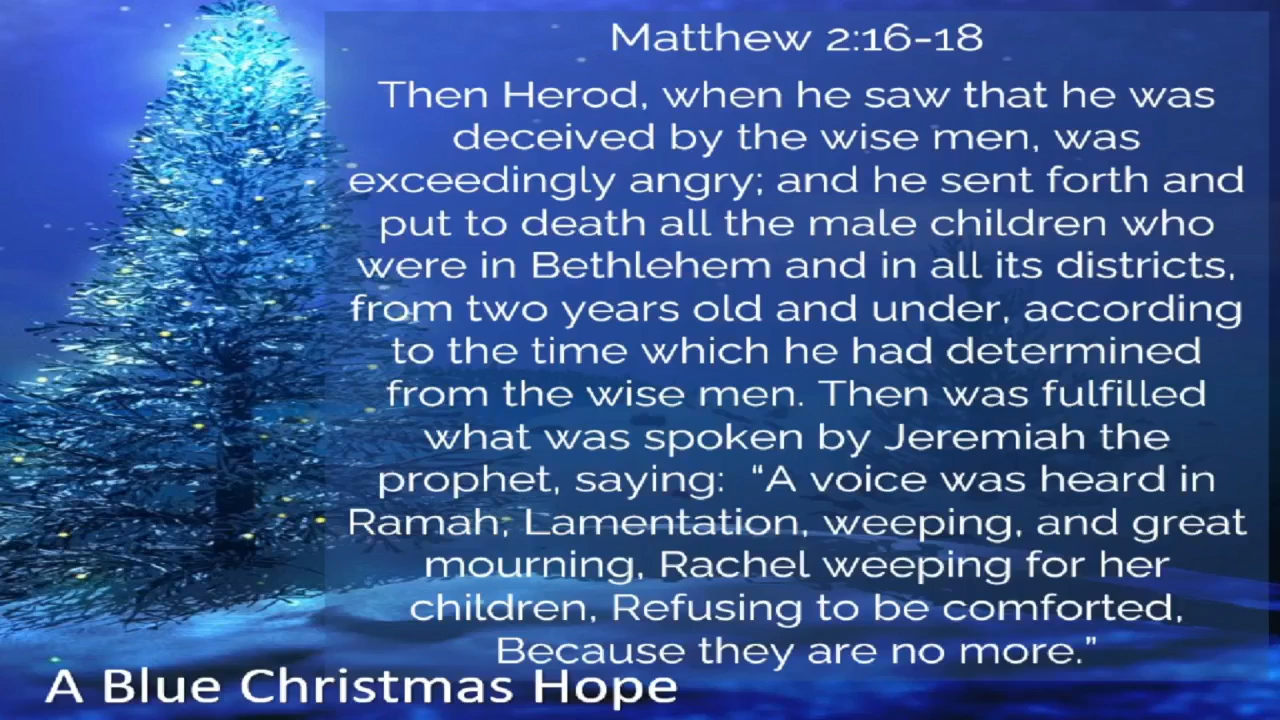 Matthew 2:16-18
Then Herod, when he saw that he was
deceived by the wise men, was
exceedingly angry; and he sent forth and
put to death all the male children who
were in Bethlehem and in all its districts,
from two years old and under, according
to the time which he had determined
from the wise men. Then was fulfilled
what was spoken by Jeremiah the
prophet, saying:  “A voice was heard in
Ramah, Lamentation, weeping, and great
mourning, Rachel weeping for her
children, Refusing to be comforted,
Because they are no more.”
A Blue Christmas Hope